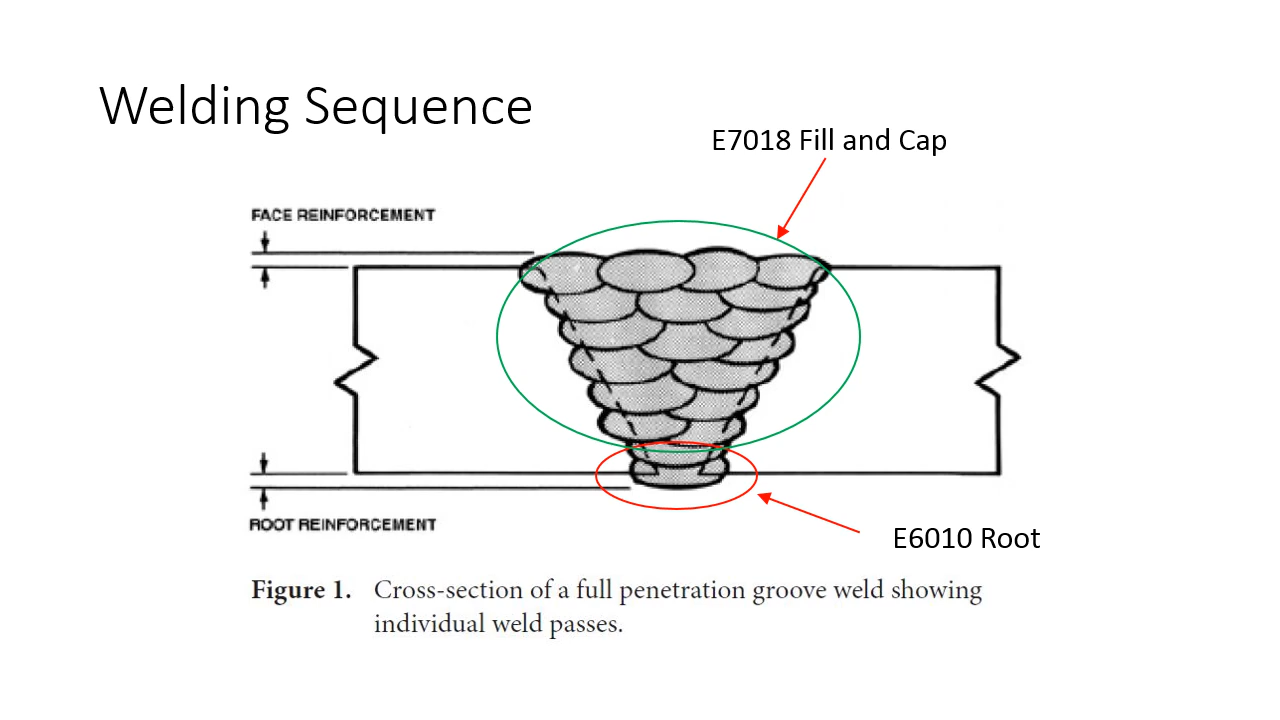 Welding Sequence
E7018 Fill and Cap
FACE REINFORCEMENT
ROOT REINFORCEMENT
E6010 Root
Figure 1. Cross-section of a full penetration groove weld showing
individual weld passes.